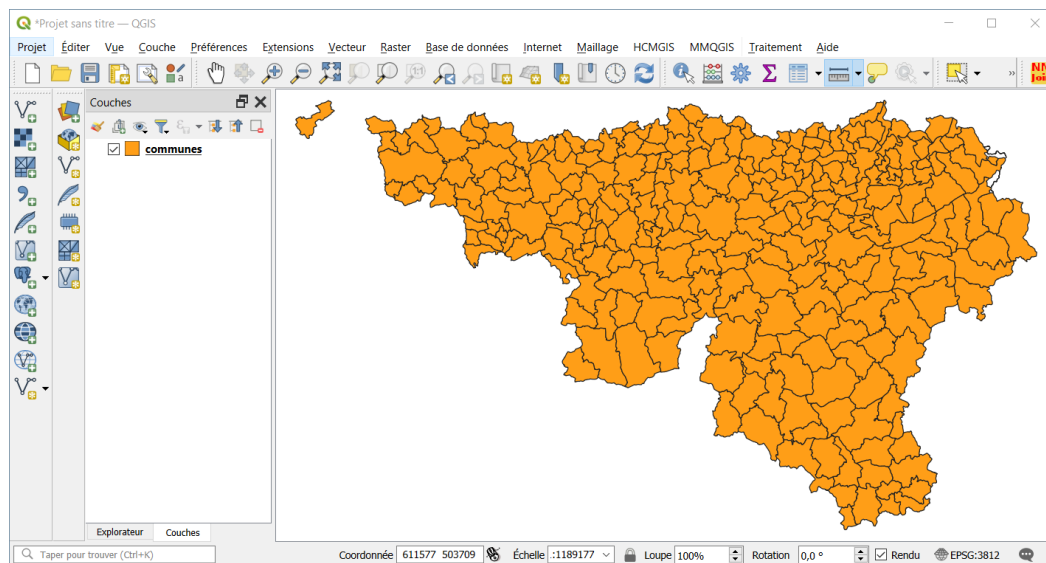 *Projet sans titre — QGIS
Projet Éditer Vue Couche Préférences Extensions Vecteur Raster Base de données Internet Maillage HCMGIS MMQGIS Traitement Aide
Couches
communes
Explorateur Couches
Taper pour trouver (Ctrl+K) Coordonnée 611577 503709 Échelle .:1189177 Loupe 100% Rotation 0,0 ° Rendu EPSG:3812